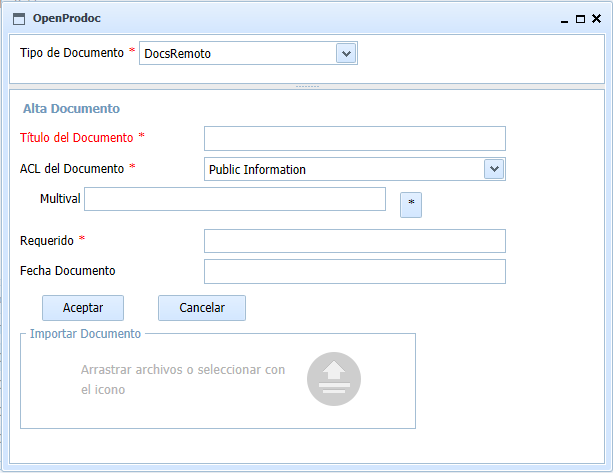 OpenProdoc
Tipo de Documento * DocsRemoto
Alta Documento
Título del Documento *
ACL del Documento * Public Information
Multival *
Requerido *
Fecha Documento
Aceptar Cancelar
Importar Documento
Arrastrar archivos o seleccionar con
el icono